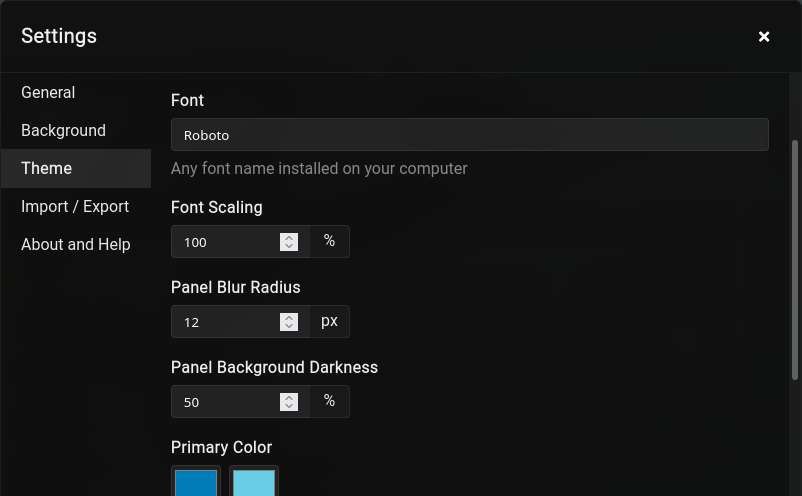 Settings
General
Background
Theme
Import / Export
About and Help
Font
Roboto
Any font name installed on your computer
Font Scaling
100 %
Panel Blur Radius
12 px
Panel Background Darkness
50 %
Primary Color